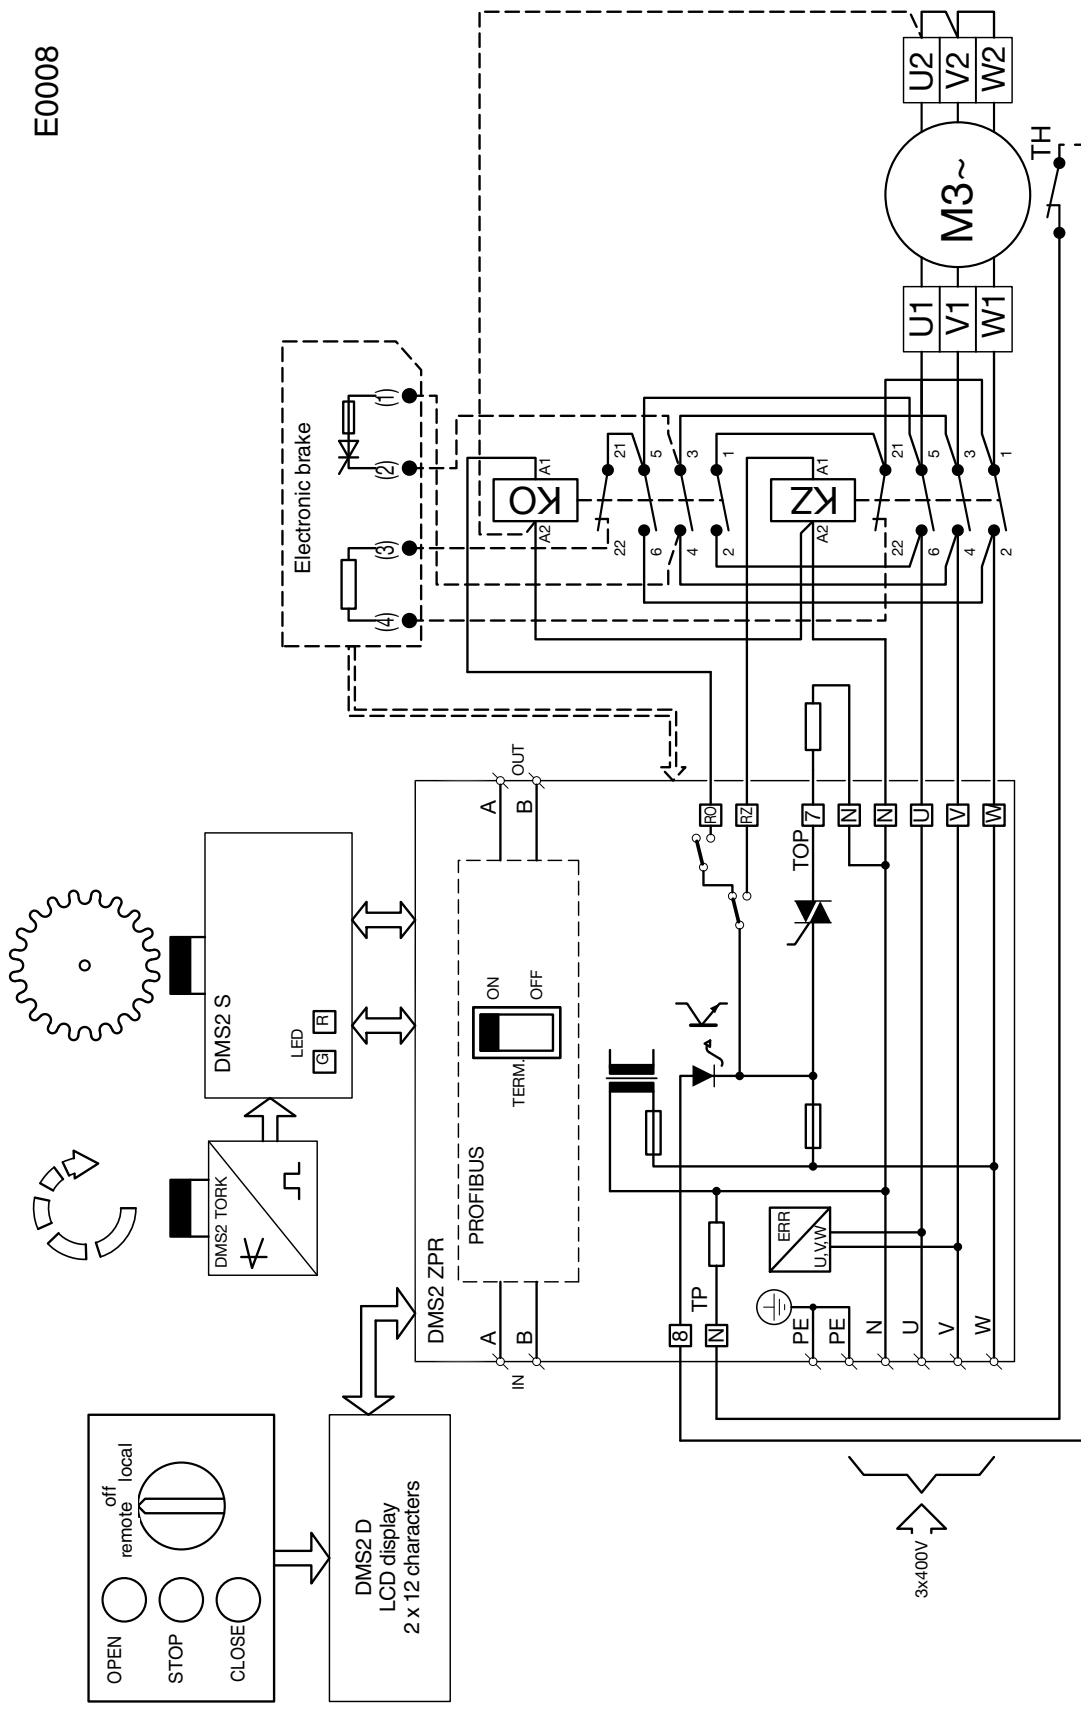 E0008
OPEN
STOP
CLOSE
remote
off
local
DMS2 D
LCD display
2 x 12 characters
DMS2 TORK
DMS2 S
LED
G
R
DMS2 ZPR
PROFIBUS
TERM.
ON
OFF
A
B
IN
A
B
OUT
Electronic brake
(4)
(3)
(2)
(1)
KO
A2
A1
22
21
6
5
4
3
2
1
KZ
A2
A1
22
21
6
5
4
3
2
1
8
N
TP
ERR
U,V,W
PE
PE
N
U
V
W
RO
RZ
TOP
7
N
N
U
V
W
U1
V1
W1
M3~
U2
V2
W2
TH
3x400V